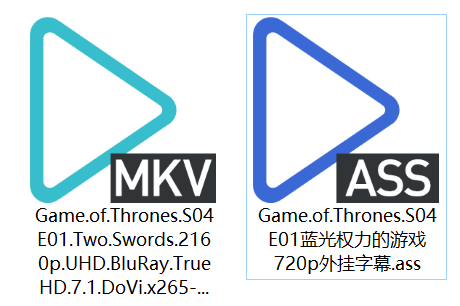 MKV
Game.of.Thrones.S04
E01.Two.Swords.216
0p.UHD.BluRay.True
HD.7.1.DoVi.x265-...
ASS
Game.of.Thrones.S04
E01蓝光权力的游戏
720p外挂字幕.ass